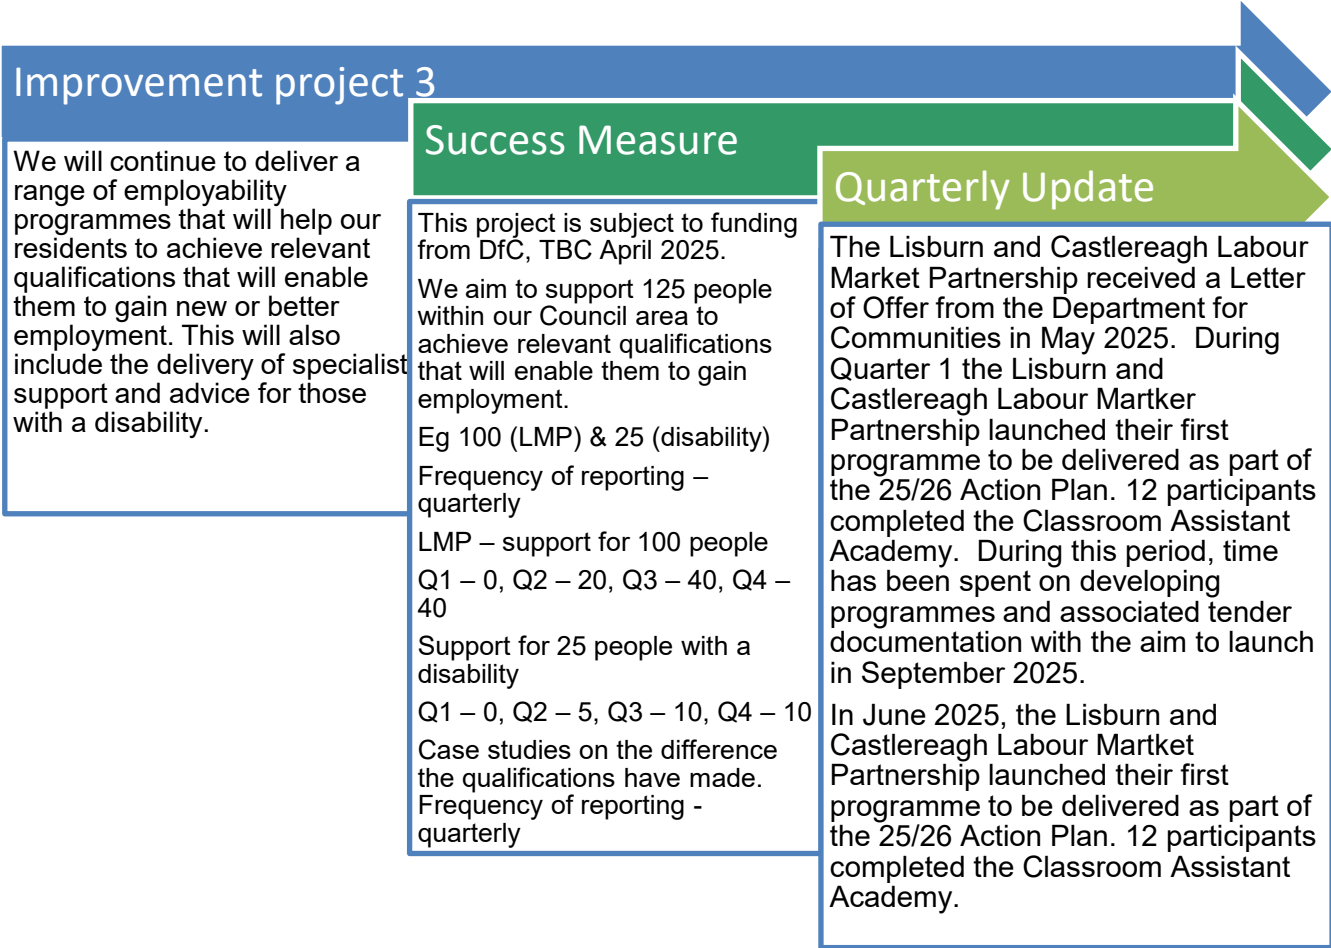 Improvement project 3
We will continue to deliver a
range of employability
programmes that will help our
residents to achieve relevant
qualifications that will enable
them to gain new or better
employment. This will also
include the delivery of specialist
support and advice for those
with a disability.
Success Measure
This project is subject to funding
from DfC, TBC April 2025.
We aim to support 125 people
within our Council area to
achieve relevant qualifications
that will enable them to gain
employment.
Eg 100 (LMP) & 25 (disability)
Frequency of reporting –
quarterly
LMP – support for 100 people
Q1 – 0, Q2 – 20, Q3 – 40, Q4 –
40
Support for 25 people with a
disability
Q1 – 0, Q2 – 5, Q3 – 10, Q4 – 10
Case studies on the difference
the qualifications have made.
Frequency of reporting -
quarterly
Quarterly Update
The Lisburn and Castlereagh Labour
Market Partnership received a Letter
of Offer from the Department for
Communities in May 2025.  During
Quarter 1 the Lisburn and
Castlereagh Labour Martker
Partnership launched their first
programme to be delivered as part of
the 25/26 Action Plan. 12 participants
completed the Classroom Assistant
Academy.  During this period, time
has been spent on developing
programmes and associated tender
documentation with the aim to launch
in September 2025.
In June 2025, the Lisburn and
Castlereagh Labour Martket
Partnership launched their first
programme to be delivered as part of
the 25/26 Action Plan. 12 participants
completed the Classroom Assistant
Academy.